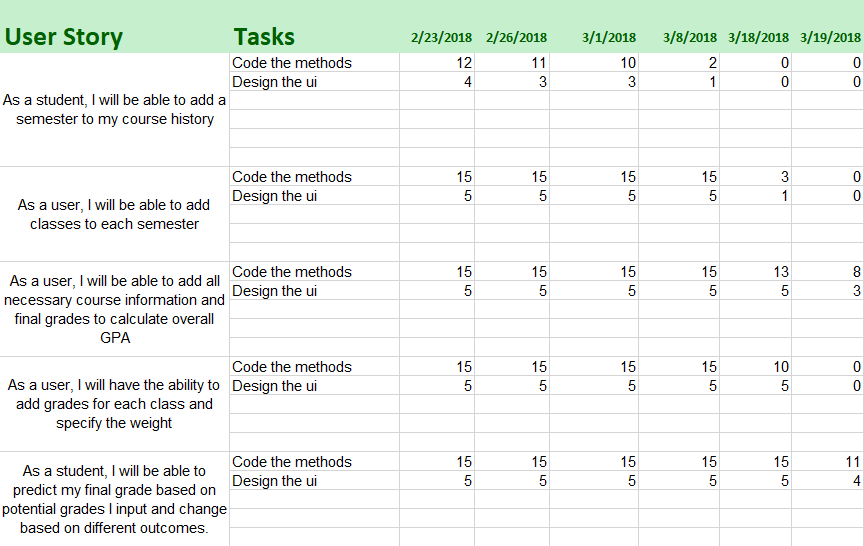 User Story Tasks 2/23/2018 2/26/2018 3/1/2018 3/8/2018 3/18/2018 3/19/2018
As a student, I will be able to add a
semester to my course history
Code the methods 12 11 10 2 0 0
Design the ui 4 3 3 1 0 0
As a user, I will be able to add
classes to each semester
Code the methods 15 15 15 15 3 0
Design the ui 5 5 5 5 1 0
As a user, I will be able to add all
necessary course information and
final grades to calculate overall
GPA
Code the methods 15 15 15 15 13 8
Design the ui 5 5 5 5 5 3
As a user, I will have the ability to
add grades for each class and
specify the weight
Code the methods 15 15 15 15 10 0
Design the ui 5 5 5 5 5 0
As a student, I will be able to
predict my final grade based on
potential grades I input and change
based on different outcomes.
Code the methods 15 15 15 15 15 11
Design the ui 5 5 5 5 5 4